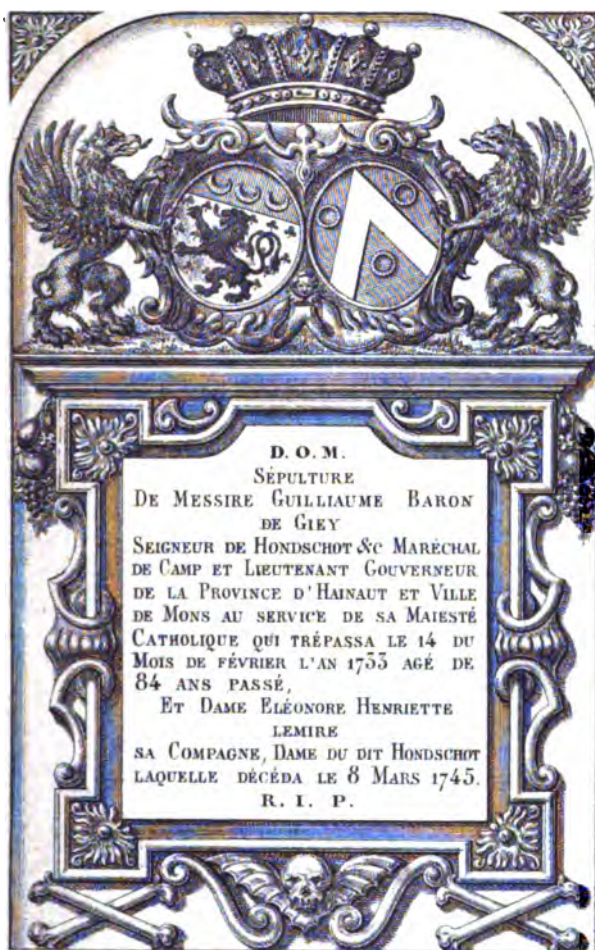 D. O. M.
SÉPULTURE
DE MESSIRE GUILLIAUME BARON
DE GIEY
SEIGNEUR DE HONDSCHOT &c MARÉCHAL
DE CAMP ET LIEUTENANT GOUVERNEUR
DE LA PROVINCE D'HAINAUT ET VILLE
DE MONS AU SERVICE DE SA MAIESTÉ
CATHOLIQUE QUI TRÉPASSA LE 14 DU
MOIS DE FÉVRIER L'AN 1733 AGÉ DE
84 ANS PASSÉ,
ET DAME ELÉONORE HENRIETTE
LEMIRE
SA COMPAGNE, DAME DU DIT HONDSCHOT
LAQUELLE DÉCÉDA LE 8 MARS 1745.
R. I. P.